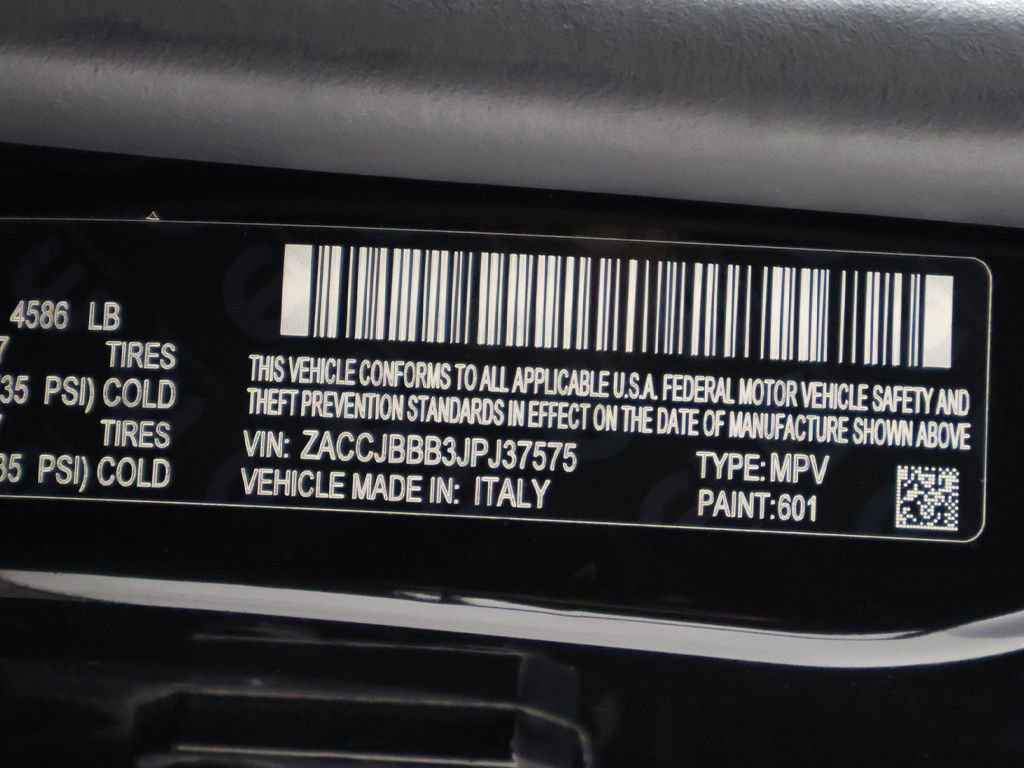 4586 LB
TIRES
35 PSI) COLD
TIRES
35 PSI) COLD
THIS VEHICLE CONFORMS TO ALL APPLICABLE U.S.A. FEDERAL MOTOR VEHICLE SAFETY AND
THEFT PREVENTION STANDARDS IN EFFECT ON THE DATE OF MANUFACTURE SHOWN ABOVE
VIN: ZACCJBBB3JPJ37575
TYPE: MPV
VEHICLE MADE IN: ITALY
PAINT: 601